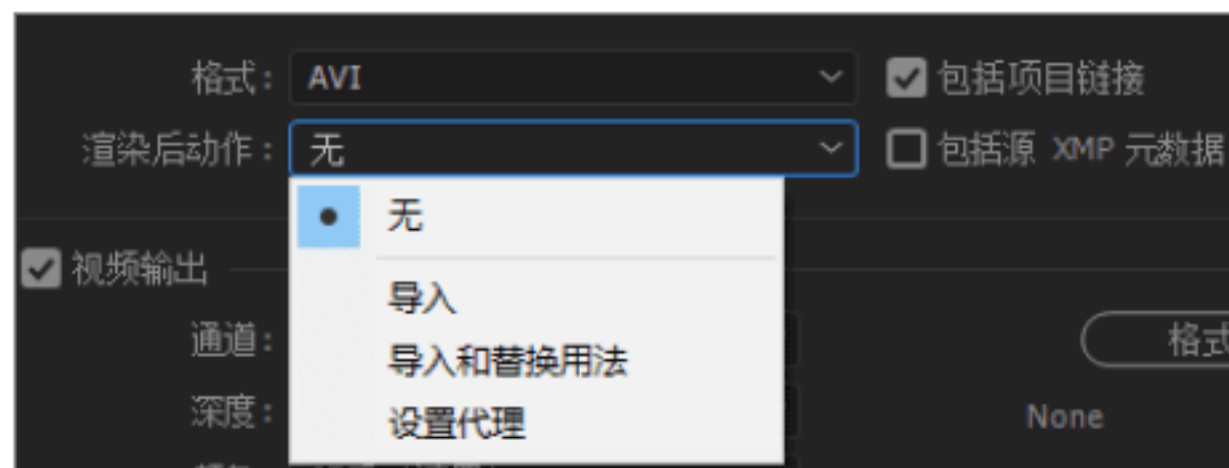 格式: AVI 包括项目链接
渲染后动作: 无 包括源 XMP 元数据
无
视频输出
导入
通道: 格式
导入和替换用法
深度: None
设置代理